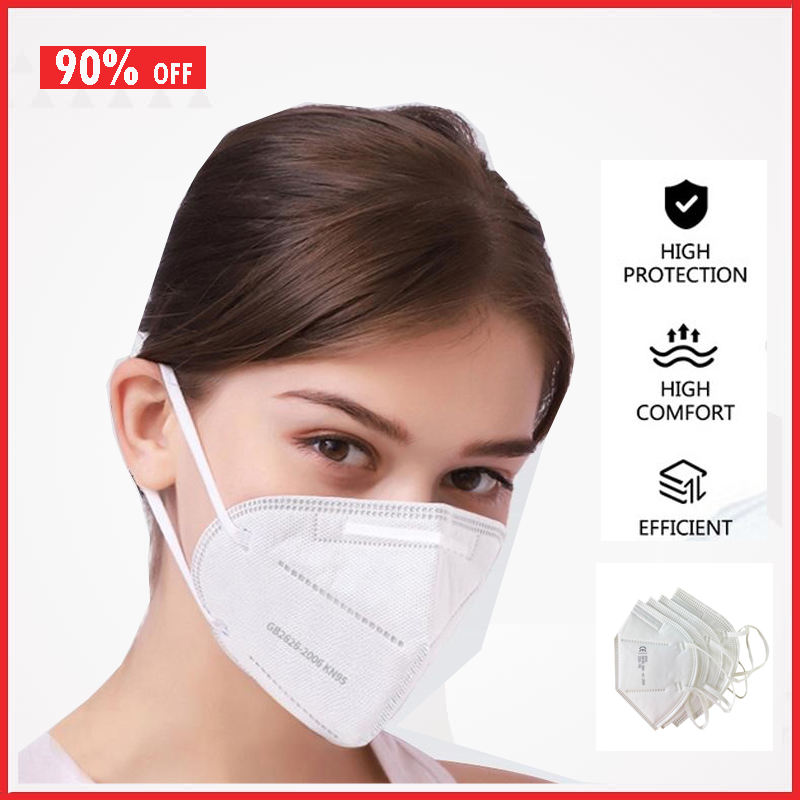 90% OFF
HIGH
PROTECTION
HIGH
COMFORT
EFFICIENT
GB2626-2006 KN95